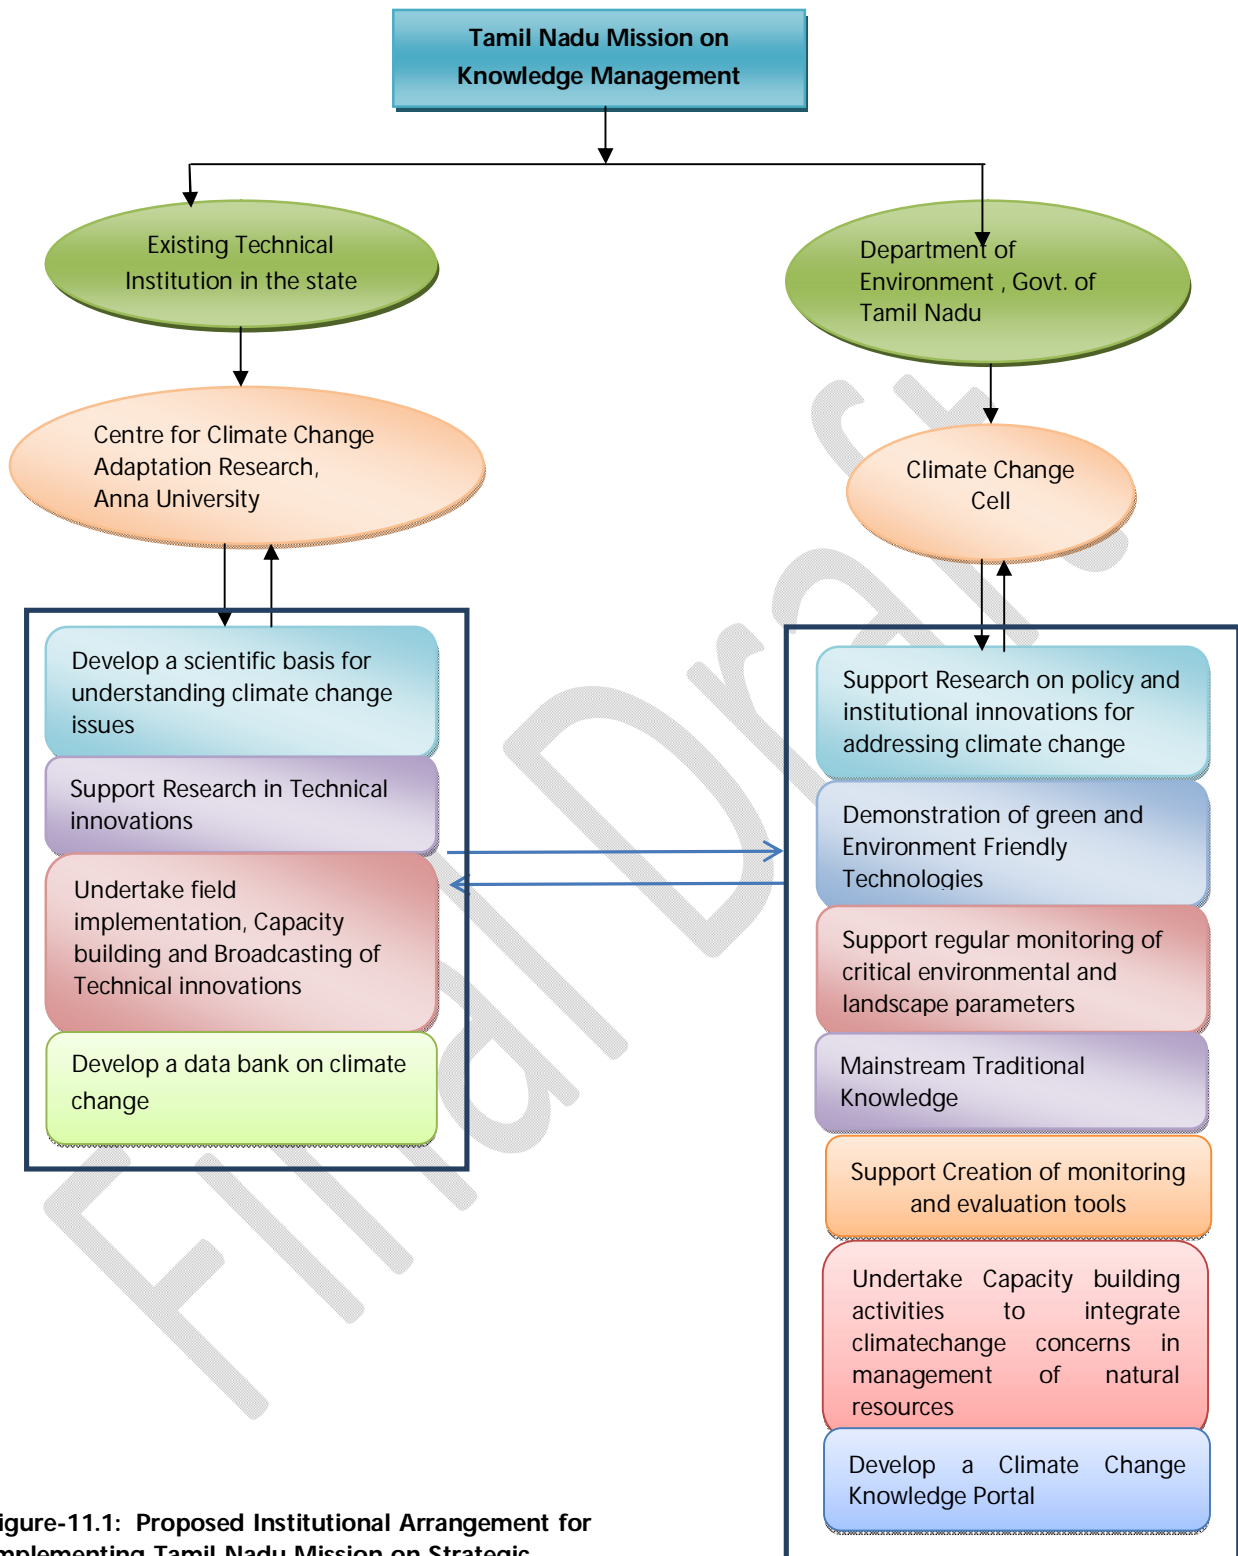 Tamil Nadu Mission on
Knowledge Management
Existing Technical
Institution in the state
Department of
Environment , Govt. of
Tamil Nadu
Centre for Climate Change
Adaptation Research,
Anna University
Climate Change
Cell
Develop a scientific basis for
understanding climate change
issues
Support Research in Technical
innovations
Undertake field
implementation, Capacity
building and Broadcasting of
Technical innovations
Develop a data bank on climate
change
Support Research on policy and
institutional innovations for
addressing climate change
Demonstration of green and
Environment Friendly
Technologies
Support regular monitoring of
critical environmental and
landscape parameters
Mainstream Traditional
Knowledge
Support Creation of monitoring
and evaluation tools
Undertake Capacity building
activities to integrate
climatechange concerns in
management of natural
resources
Develop a Climate Change
Knowledge Portal
Final Draft
igure-11.1: Proposed Institutional Arrangement for
mplementing Tamil Nadu Mission on Strategic